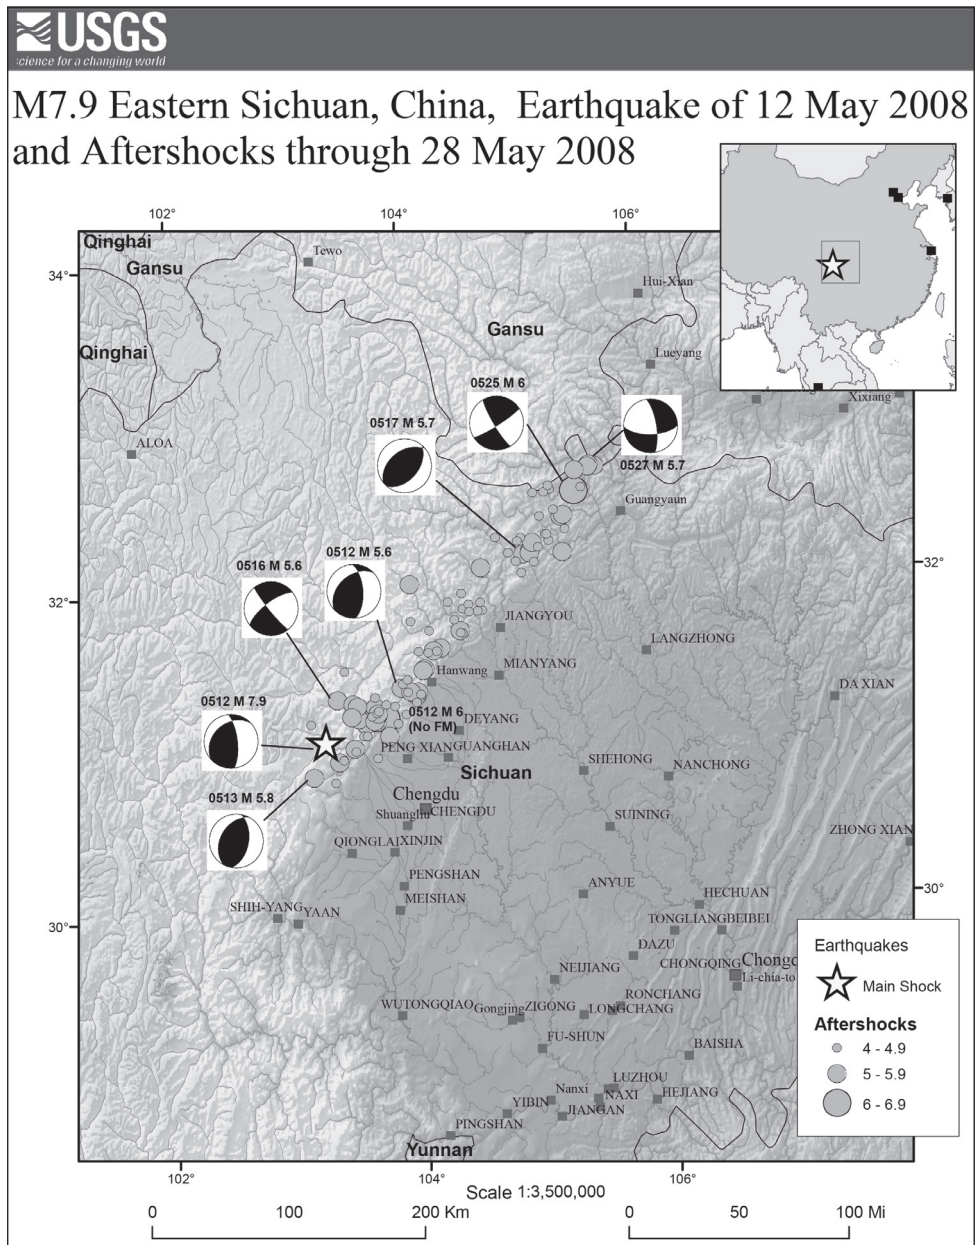 USGS
science for a changing world
M7.9 Eastern Sichuan, China, Earthquake of 12 May 2008
and Aftershocks through 28 May 2008
102° 104° 106°
Qinghai
Tewo
Gansu
34°
Hui-Xian
Gansu
Qinghai
Lueyang
0525 M 6
Xixiang
0517 M 5.7
ALOA
0527 M 5.7
Guangyaun
0512 M 5.6
32°
0516 M 5.6
32°
JIANGYOU
LANGZHONG
MIANYANG
Hanwang
DA XIAN
0512 M 7.9
0512 M 6
(No FM)
DEYANG
PENG XIAN GUANGHAN
SHEHONG
NANCHONG
Sichuan
0513 M 5.8
Chengdu
CHENGDU
Shuangliu
SUINING
ZHONG XIAN
QIONGLAI XINJIN
PENGSHAN
ANYUE
30°
HECHUAN
MEISHAN
SHIH-YANG YAAN
30°
TONGLIANG BEIBEI
DAZU
CHONGQING Chongq
NEIJIANG
Li-chia-to
RONCHANG
WUTONGQIAO Gongjing ZIGONG LONGCHANG
FU-SHUN
BAISHA
LUZHOU
Nanxi NAXI HEJIANG
YIBIN JIANGAN
PINGSHAN
Yunnan
Earthquakes
Main Shock
Aftershocks
4 - 4.9
5 - 5.9
6 - 6.9
102° 104° 106°
Scale 1:3,500,000
0 100 200 Km
0 50 100 Mi